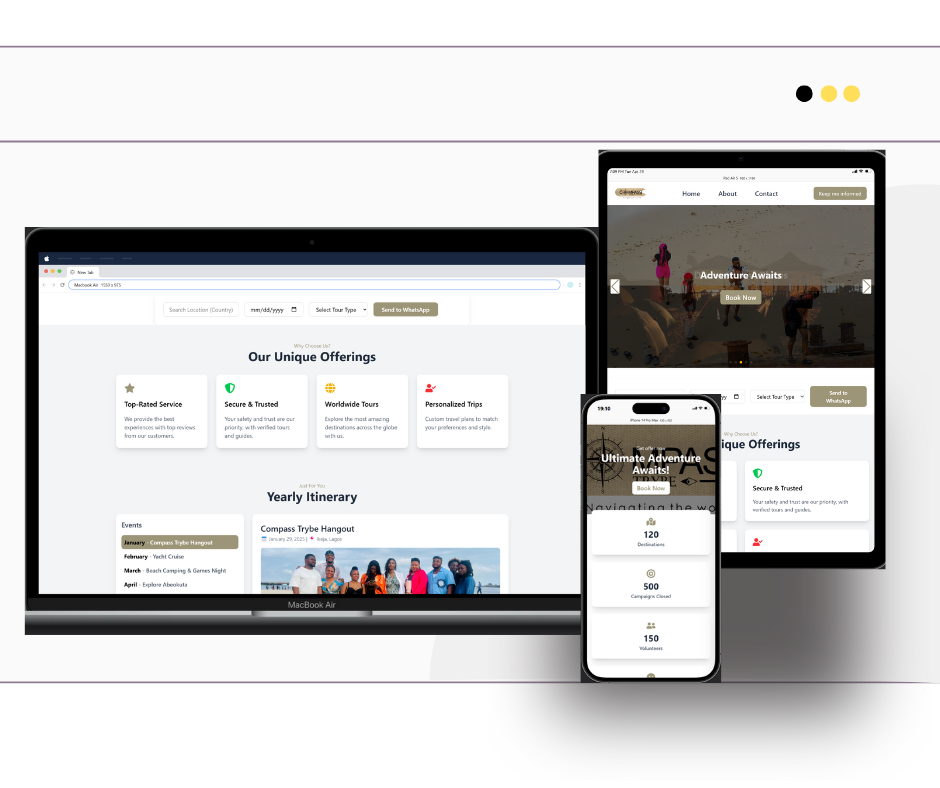 New Tab
Macbook Air 1559 x 975
Search Location (Country)
mm/dd/yyyy
Select Tour Type
Send to WhatsApp
Why Choose Us?
Our Unique Offerings
Top-Rated Service
We provide the best
experiences with top reviews
from our customers.
Secure & Trusted
Your safety and trust are our
priority, with verified tours
and guides.
Worldwide Tours
Explore the most amazing
destinations across the globe
with us.
Personalized Trips
Custom travel plans to match
your preferences and style.
Just For You
Yearly Itinerary
Events
January - Compass Trybe Hangout
February - Yacht Cruise
March - Beach Camping & Games Night
April - Explore Abeokuta
Compass Trybe Hangout
January 29, 2025 |
Ikeja, Lagos
MacBook Air
Home
About
Contact
Keep me informed
Adventure Awaits
Book Now
yy
Select Tour Type
Send to
WhatsApp
Why Choose Us?
ique Offerings
Secure & Trusted
Your safety and trust are our priority, with
verified tours and guides.
19:10
Ultimate Adventure
Awaits!
Book Now
MPAS
TRYBE
Navigating the wo
120
Destinations
500
Campaigns Closed
150
Volunteers